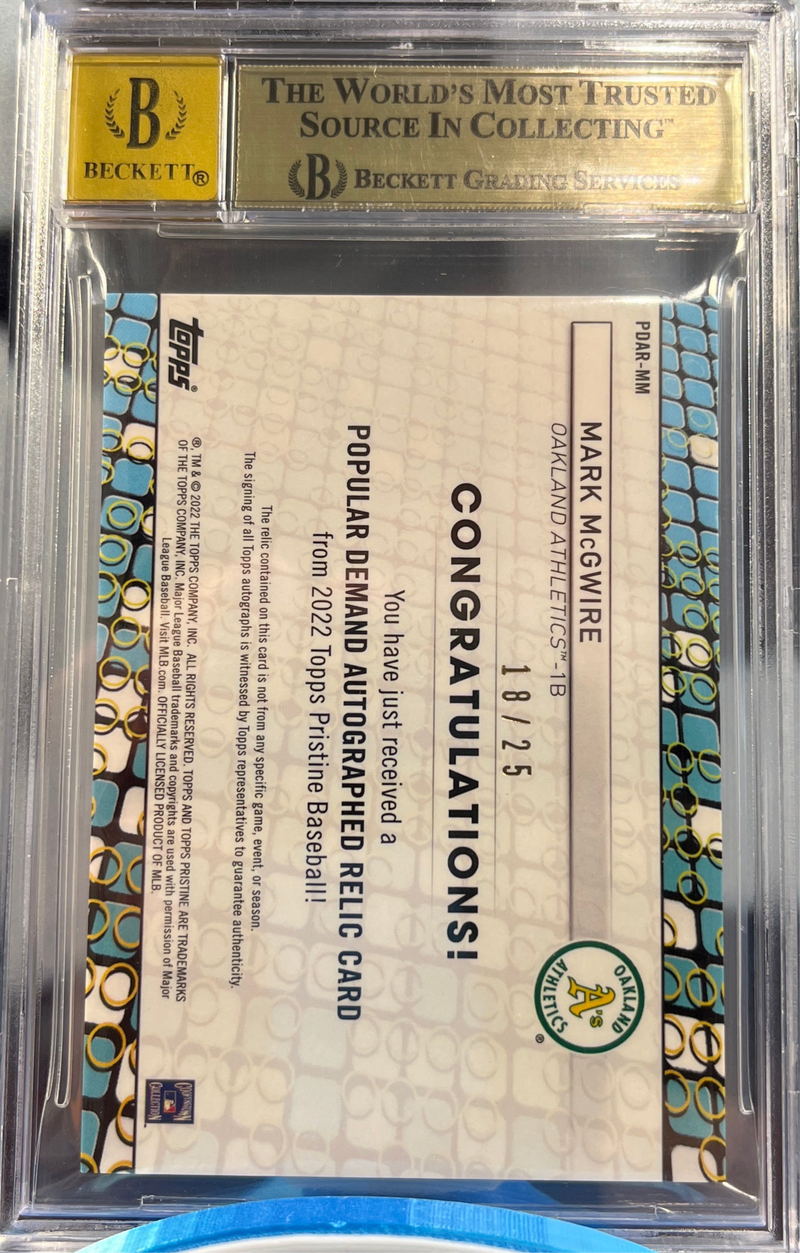 B
BECKETT®
THE WORLD'S MOST TRUSTED
SOURCE IN COLLECTING™
B BECKETT GRADING SERVICES
PDAR-MM
MARK McGWIRE
OAKLAND ATHLETICS™-1B
OAKLAND
A's
ATHLETICS
®
18/25
CONGRATULATIONS!
You have just received a
POPULAR DEMAND AUTOGRAPHED RELIC CARD
from 2022 Topps Pristine Baseball!
The relic contained on this card is not from any specific game, event, or season.
The signing of all Topps autographs is witnessed by Topps representatives to guarantee authenticity.
topps®
®, TM & © 2022 THE TOPPS COMPANY, INC. ALL RIGHTS RESERVED. TOPPS AND TOPPS PRISTINE ARE TRADEMARKS
OF THE TOPPS COMPANY, INC. Major League Baseball trademarks and copyrights are used with permission of Major
League Baseball. Visit MLB.com. OFFICIALLY LICENSED PRODUCT OF MLB.
COOPERSTOWN
COLLECTION